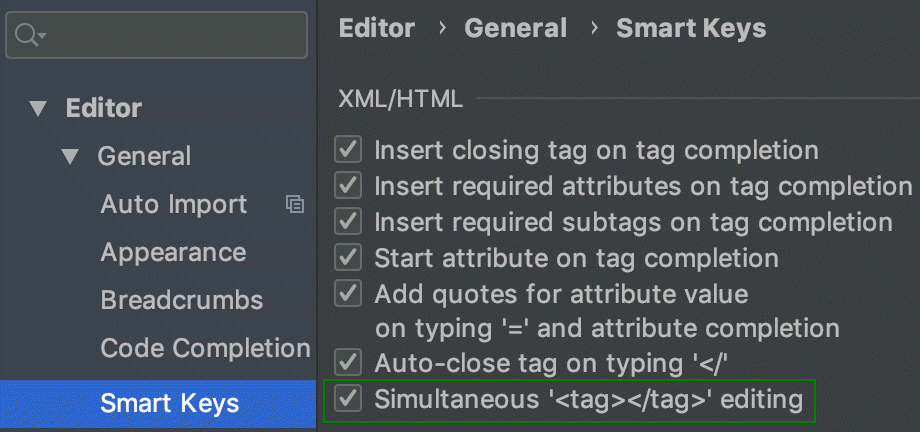 Editor
General
Auto Import
Appearance
Breadcrumbs
Code Completion
Smart Keys
Editor › General › Smart Keys
XML/HTML
Insert closing tag on tag completion
Insert required attributes on tag completion
Insert required subtags on tag completion
Start attribute on tag completion
Add quotes for attribute value
on typing '=' and attribute completion
Auto-close tag on typing '</'
Simultaneous '<tag></tag>' editing